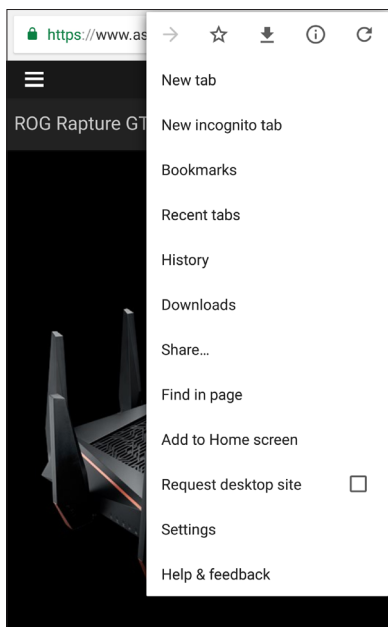 https://www.as
New tab
ROG Rapture GT
New incognito tab
Bookmarks
Recent tabs
History
Downloads
Share...
Find in page
Add to Home screen
Request desktop site
Settings
Help & feedback